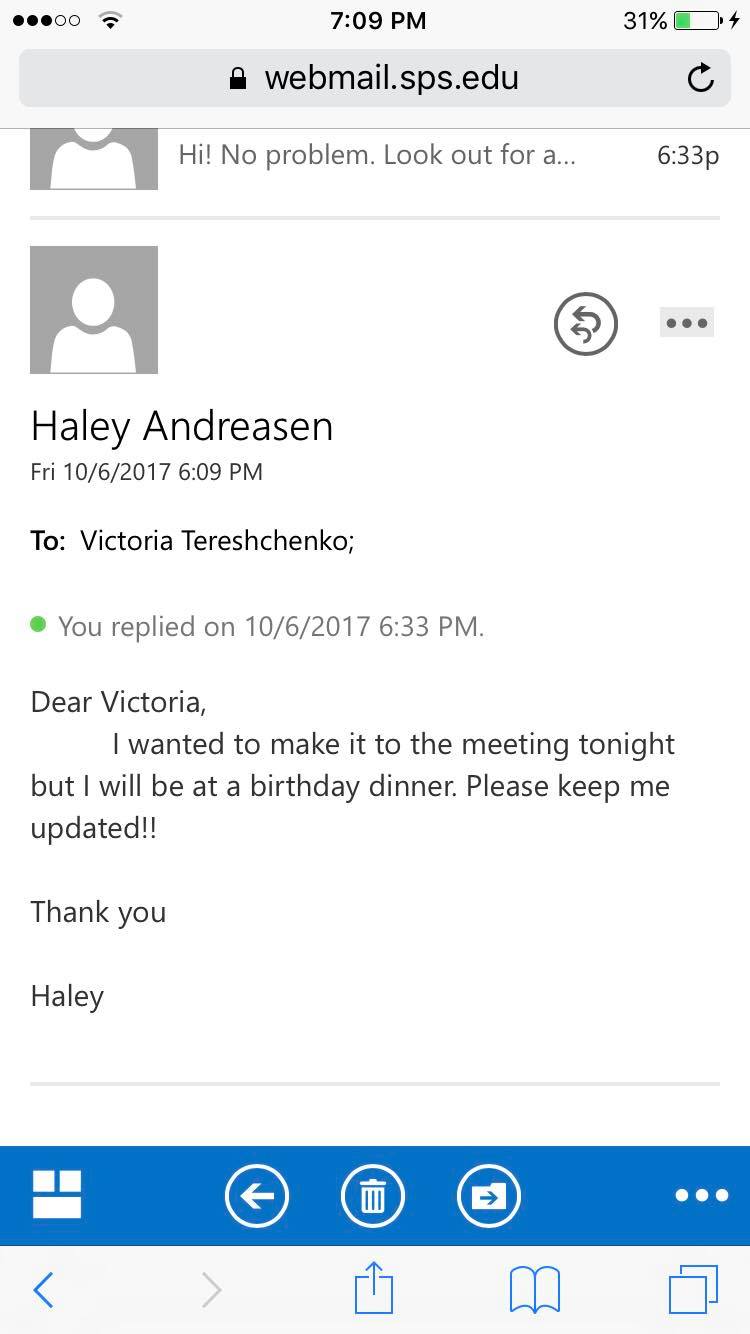 7:09 PM
31%
webmail.sps.edu
Hi! No problem. Look out for a...
6:33p
Haley Andreasen
Fri 10/6/2017 6:09 PM
To: Victoria Tereshchenko;
You replied on 10/6/2017 6:33 PM.
Dear Victoria,
I wanted to make it to the meeting tonight
but I will be at a birthday dinner. Please keep me
updated!!
Thank you
Haley